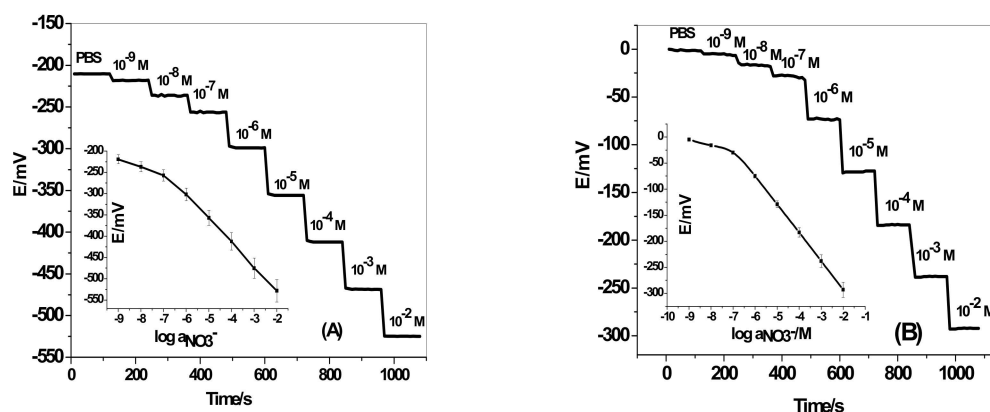 -150
-200
-250
-300
-350
-400
-450
-500
-550
E/mV
PBS
10⁻⁹ M
10⁻⁸ M
10⁻⁷ M
10⁻⁶ M
10⁻⁵ M
10⁻⁴ M
10⁻³ M
10⁻² M
-200
-250
-300
-350
-400
-450
-500
-550
E/mV
-9 -8 -7 -6 -5 -4 -3 -2
log aNO3⁻
(A)
0 200 400 600 800 1000
Time/s
0
-50
-100
-150
-200
-250
-300
E/mV
PBS
10⁻⁹ M
10⁻⁸ M
10⁻⁷ M
10⁻⁶ M
10⁻⁵ M
10⁻⁴ M
10⁻³ M
10⁻² M
0
-50
-100
-150
-200
-250
-300
E/mV
-10 -9 -8 -7 -6 -5 -4 -3 -2 -1
log aNO3⁻/M
(B)
0 200 400 600 800 1000
Time/s